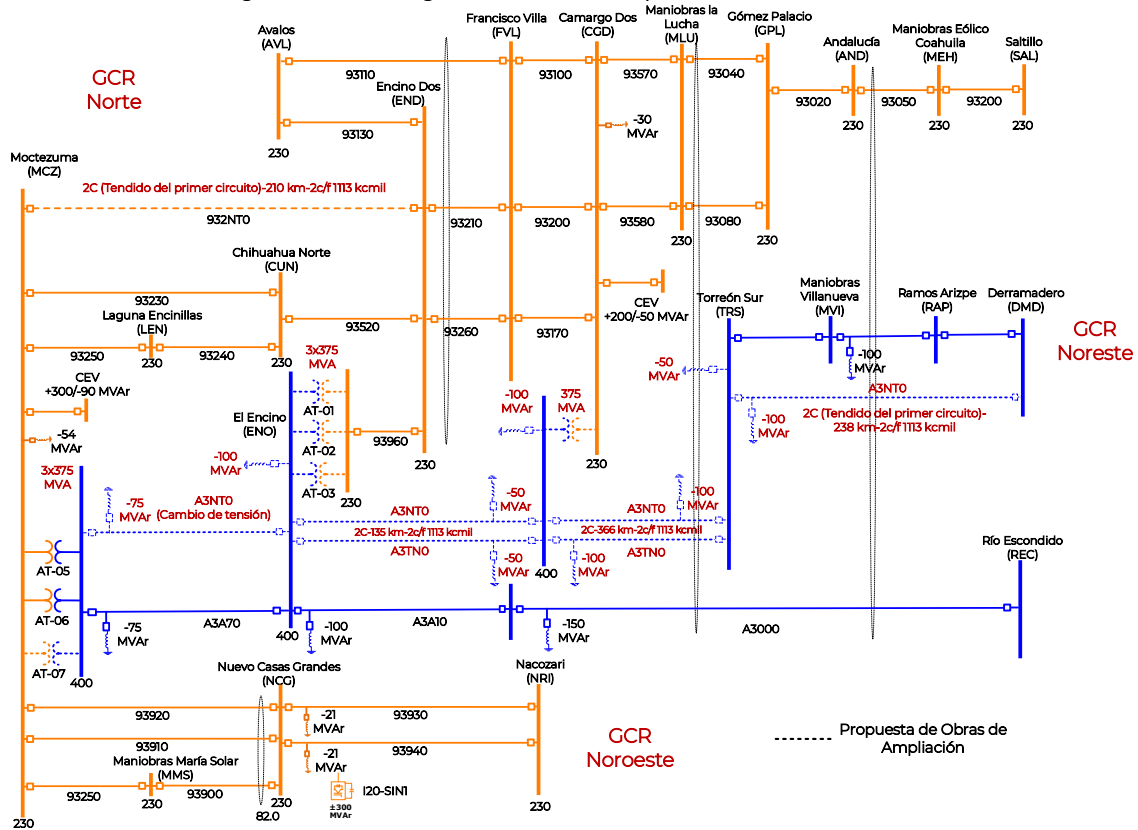 Avalos
(AVL)
Francisco Villa
(FVL)
Camargo Dos
(CGD)
Maniobras la
Lucha
(MLU)
Gómez Palacio
(GPL)
Andalucía
(AND)
Maniobras Eólico
Coahuila
(MEH)
Saltillo
(SAL)
GCR
Norte
93110
93100
93570
93040
93020
93050
93200
Encino Dos
(END)
-30
MVAr
230
230
230
230
93130
230
Moctezuma
(MCZ)
2C (Tendido del primer circuito)-210 km-2c/f 1113 kcmil
932NT0
93210
93200
93580
93080
230
230
Chihuahua Norte
(CUN)
93230
CEV
+200/-50 MVAr
Torreón Sur
(TRS)
Maniobras
Villanueva
(MVI)
Ramos Arizpe
(RAP)
Derramadero
(DMD)
GCR
Noreste
Laguna Encinillas
(LEN)
93520
93260
93170
93250
230
93240
230
3x375
MVA
-50
MVAr
-100
MVAr
CEV
+300/-90 MVAr
AT-01
-100
MVAr
375
MVA
A3NT0
-100
MVAr
2C (Tendido del primer circuito)-
238 km-2c/f 1113 kcmil
El Encino
(ENO)
AT-02
93960
-54
MVAr
230
230
3x375
MVA
-100
MVAr
AT-03
230
-75
MVAr
A3NT0
(Cambio de tensión)
A3NT0
-50
MVAr
-100
MVAr
A3NT0
2C-135 km-2c/f 1113 kcmil
2C-366 km-2c/f 1113 kcmil
A3TN0
-50
MVAr
-100
MVAr
A3TN0
400
Río Escondido
(REC)
AT-05
AT-06
-75
MVAr
A3A70
400
-100
MVAr
A3A10
-150
MVAr
A3000
AT-07
400
Nuevo Casas Grandes
(NCG)
Nacozari
(NRI)
93920
-21
MVAr
93930
GCR
Noroeste
Propuesta de Obras de
Ampliación
93910
-21
MVAr
93940
Maniobras María Solar
(MMS)
93250
230
93900
230
I20-SIN1
±300
MVAr
230
82.0
230